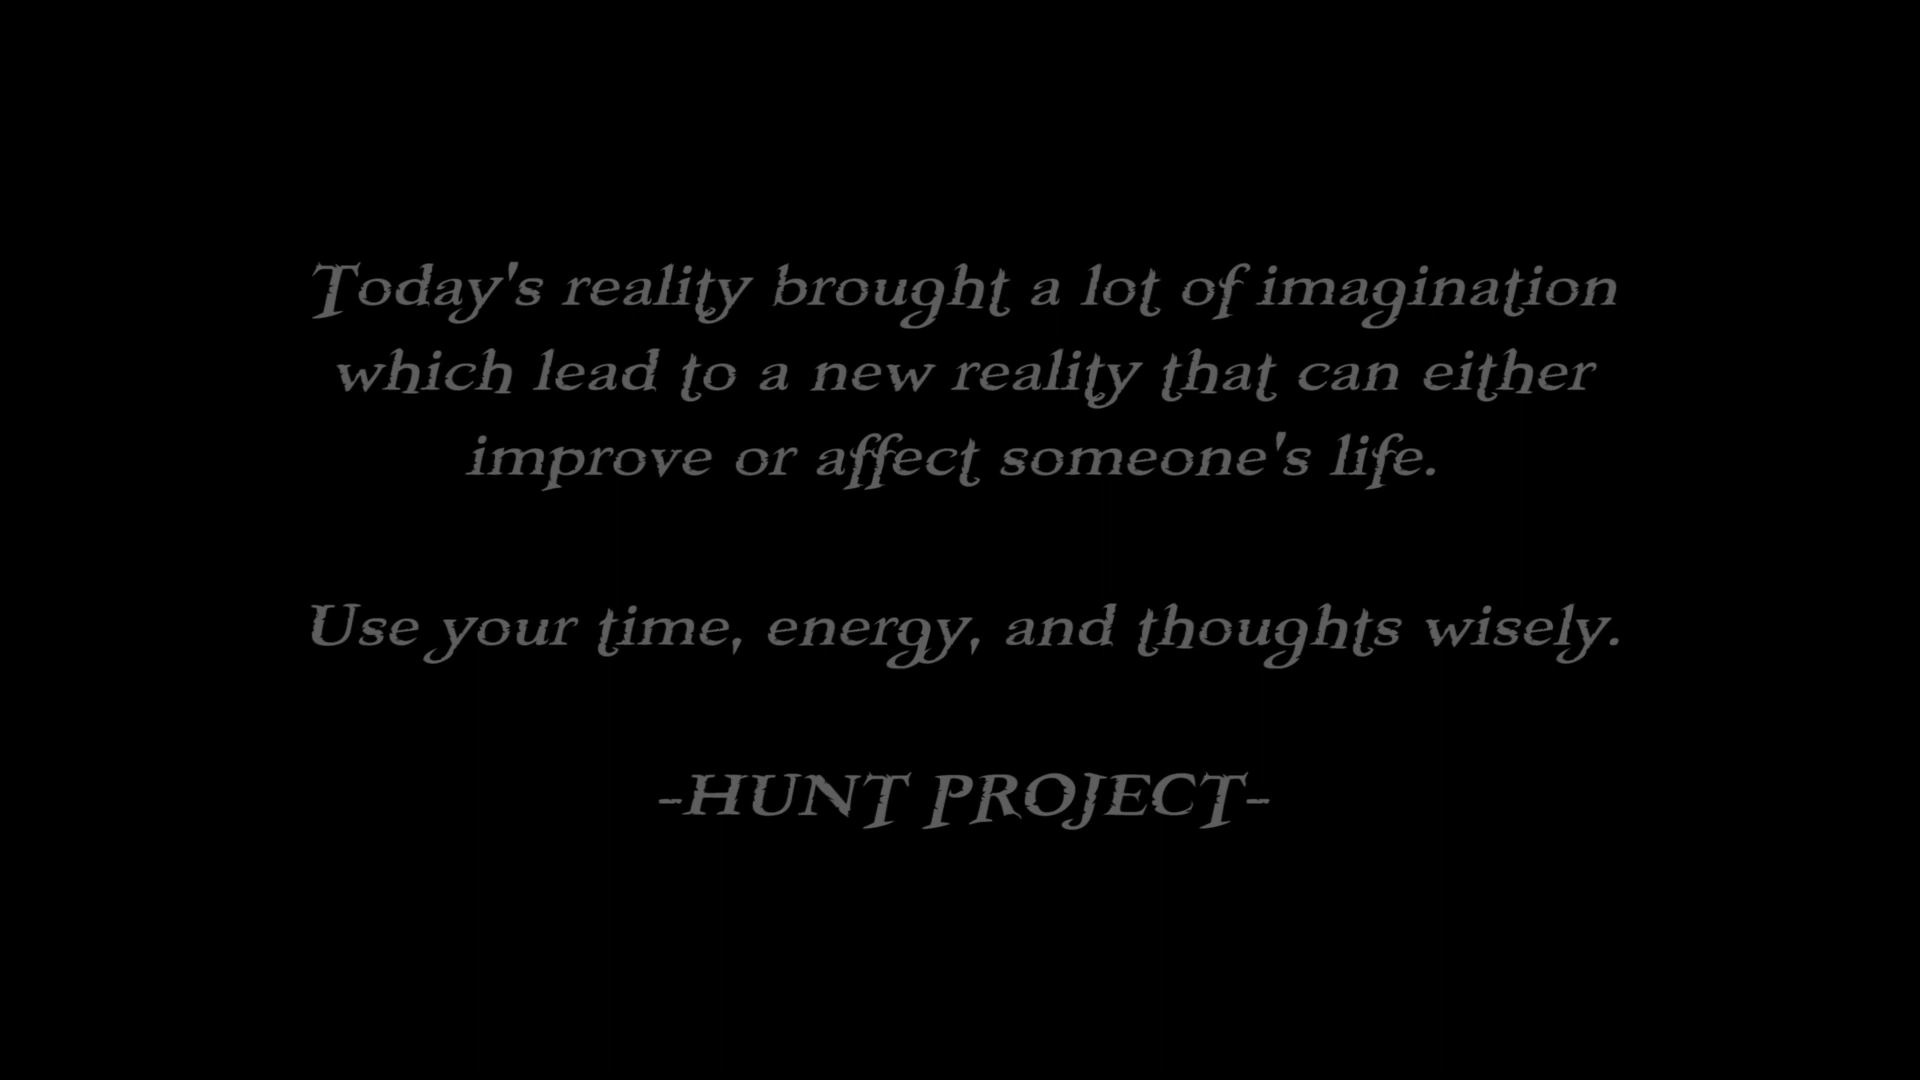 Today's reality brought a lot of imagination
which lead to a new reality that can either
improve or affect someone's life.
Use your time, energy, and thoughts wisely.
-HUNT PROJECT-